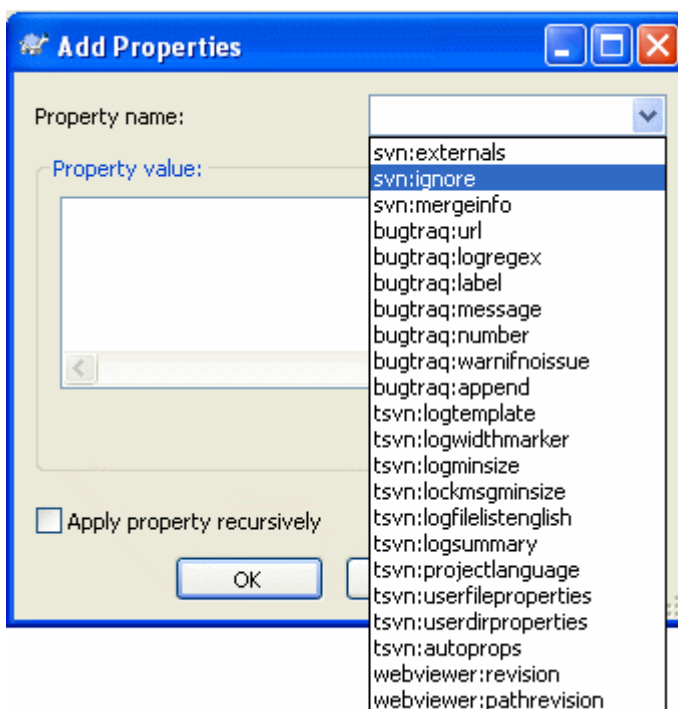 Add Properties
Property name:
Property value:
svn:externals
svn:ignore
svn:mergeinfo
bugtraq:url
bugtraq:logregex
bugtraq:label
bugtraq:message
bugtraq:number
bugtraq:warnifnoissue
bugtraq:append
tsvn:logtemplate
tsvn:logwidthmarker
tsvn:logminsize
tsvn:lockmsgminsize
tsvn:logfilelistenglish
tsvn:logsummary
tsvn:projectlanguage
tsvn:userfileproperties
tsvn:userdirproperties
tsvn:autoprops
webviewer:revision
webviewer:pathrevision
Apply property recursively
OK